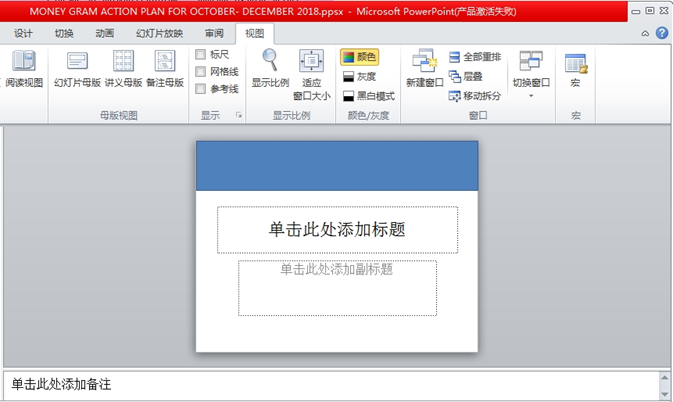 MONEY GRAM ACTION PLAN FOR OCTOBER- DECEMBER 2018.ppsx - Microsoft PowerPoint(产品激活失败)
设计 切换 动画 幻灯片放映 审阅 视图
阅读视图 幻灯片母版 讲义母版 备注母版
母版视图
标尺
网格线
参考线
显示
显示比例 适应
窗口大小
显示比例
颜色
灰度
黑白模式
颜色/灰度
新建窗口
全部重排
层叠
移动拆分
切换窗口
窗口
宏
宏
单击此处添加标题
单击此处添加副标题
单击此处添加备注